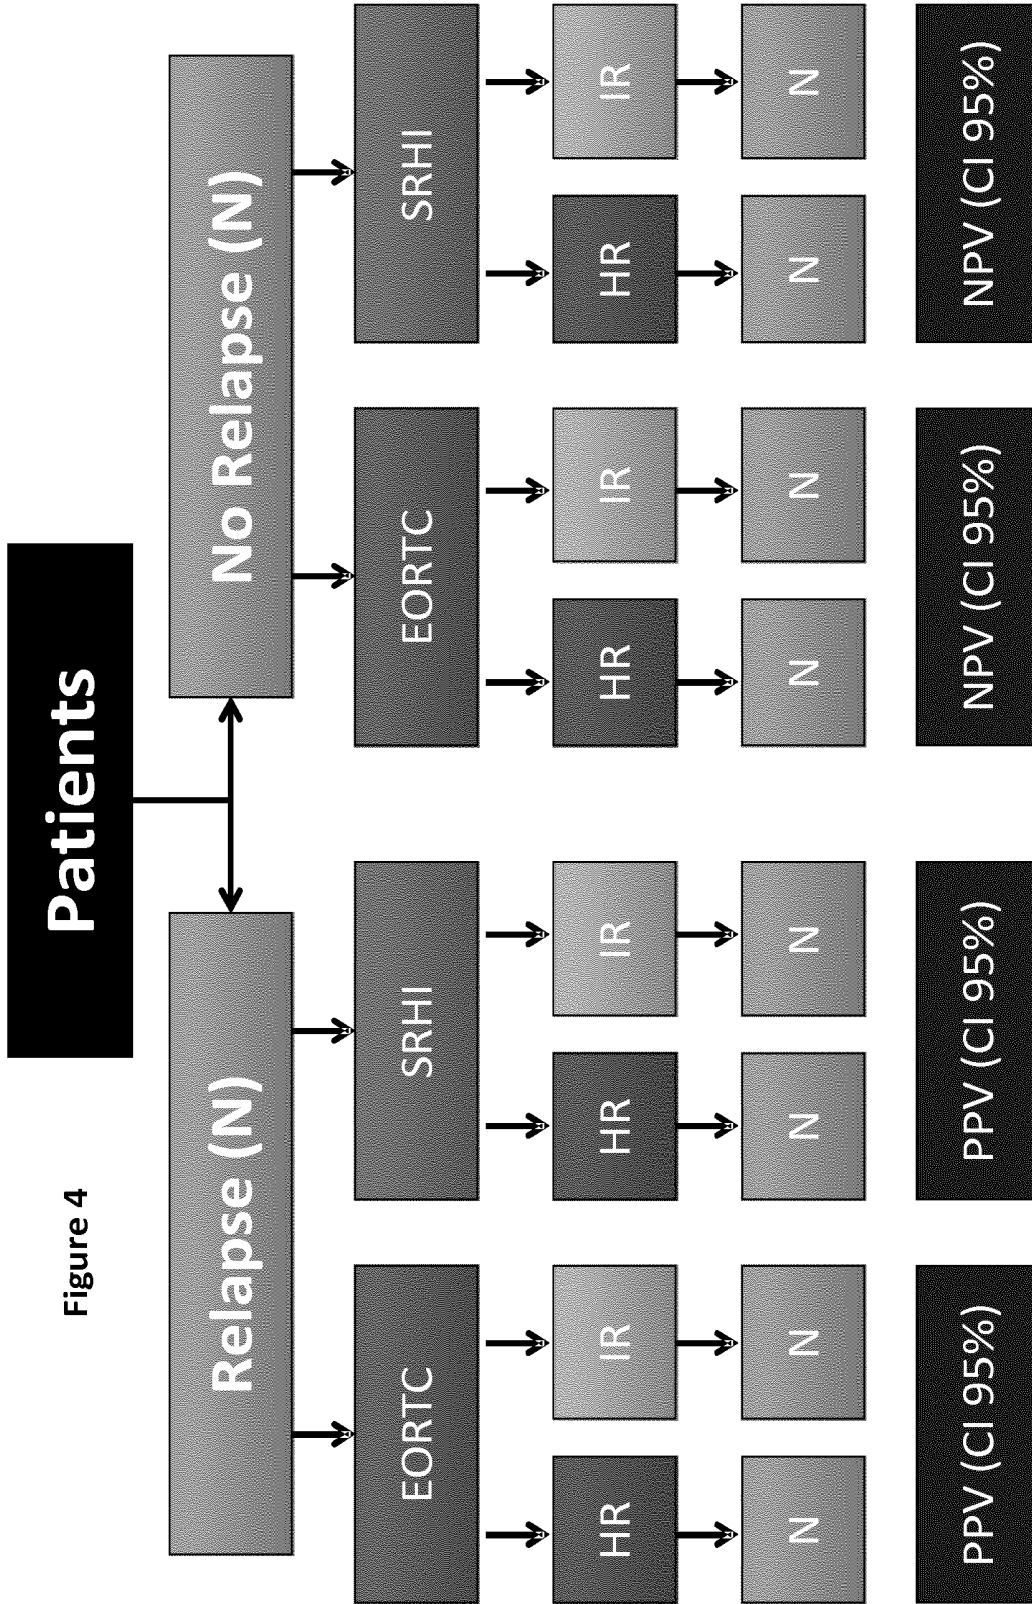 Figure 4
Patients
Relapse (N)
No Relapse (N)
EORTC
SRHI
EORTC
SRHI
HR
IR
HR
IR
HR
IR
HR
IR
N
N
N
N
N
N
N
N
PPV (CI 95%)
PPV (CI 95%)
NPV (CI 95%)
NPV (CI 95%)